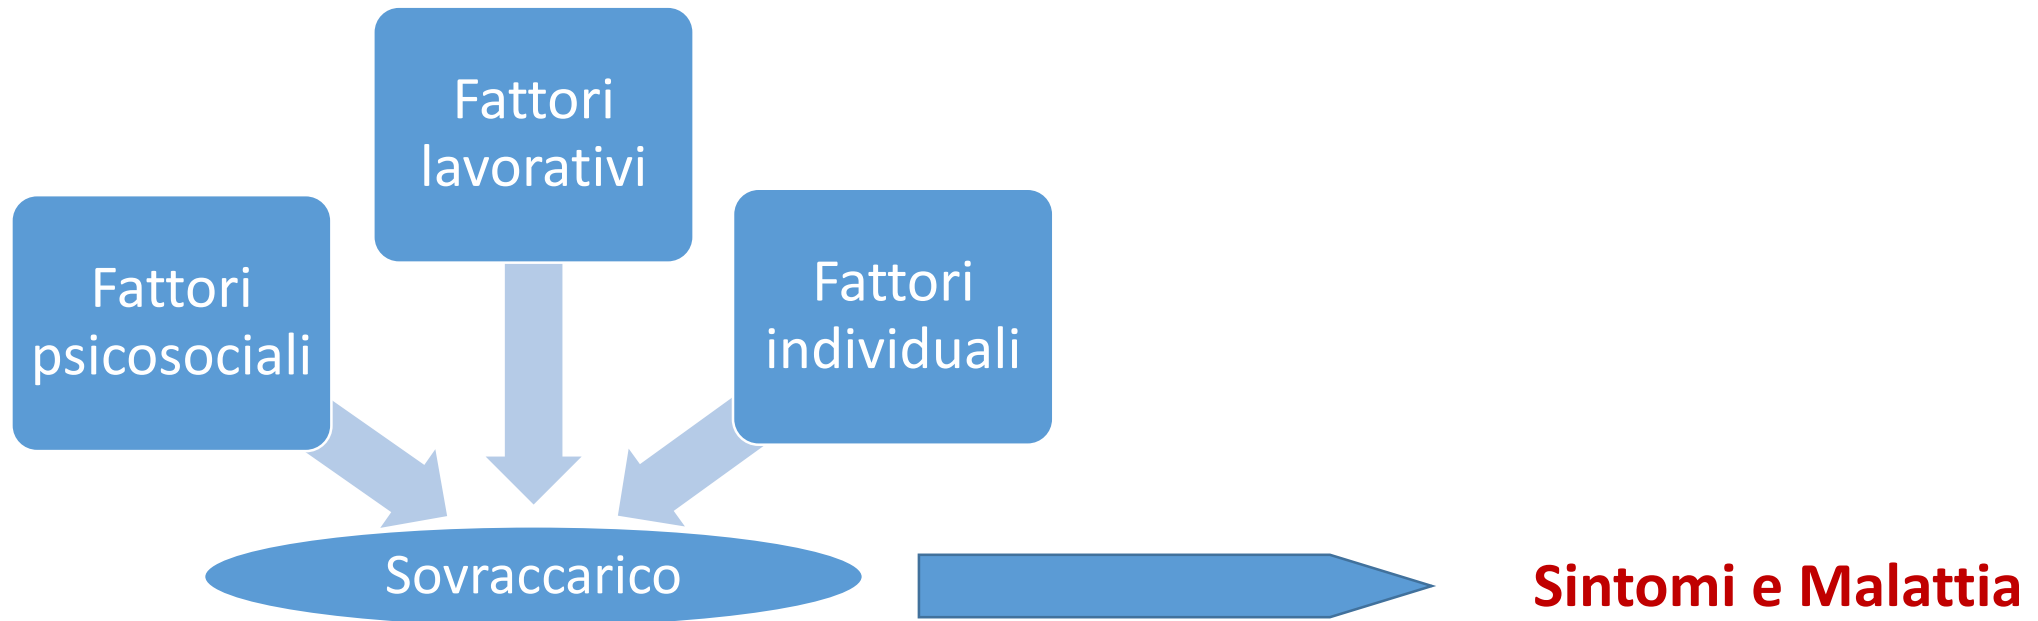 Fattori
lavorativi
Fattori
psicosociali
Fattori
individuali
Sovraccarico
Sintomi e Malattia